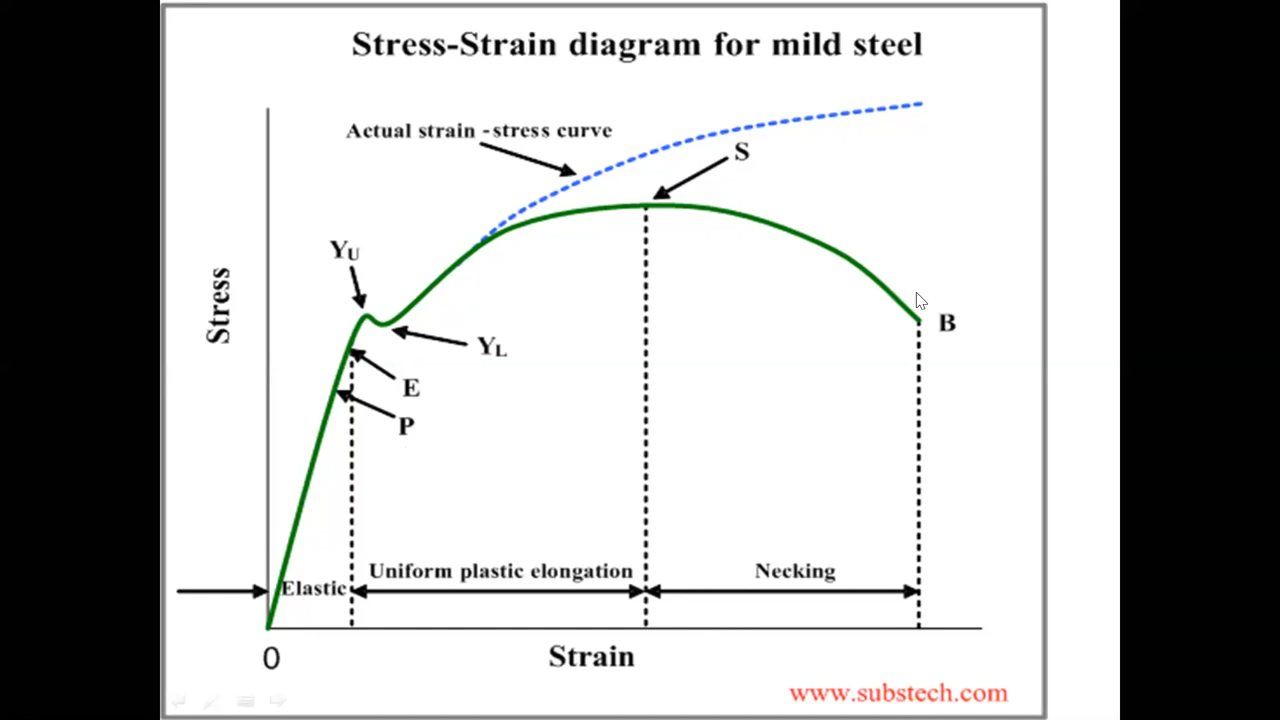 Stress-Strain diagram for mild steel
Actual strain -stress curve
S
YU
Stress
B
YL
E
P
Uniform plastic elongation
Necking
Elastic
0
Strain
www.substech.com